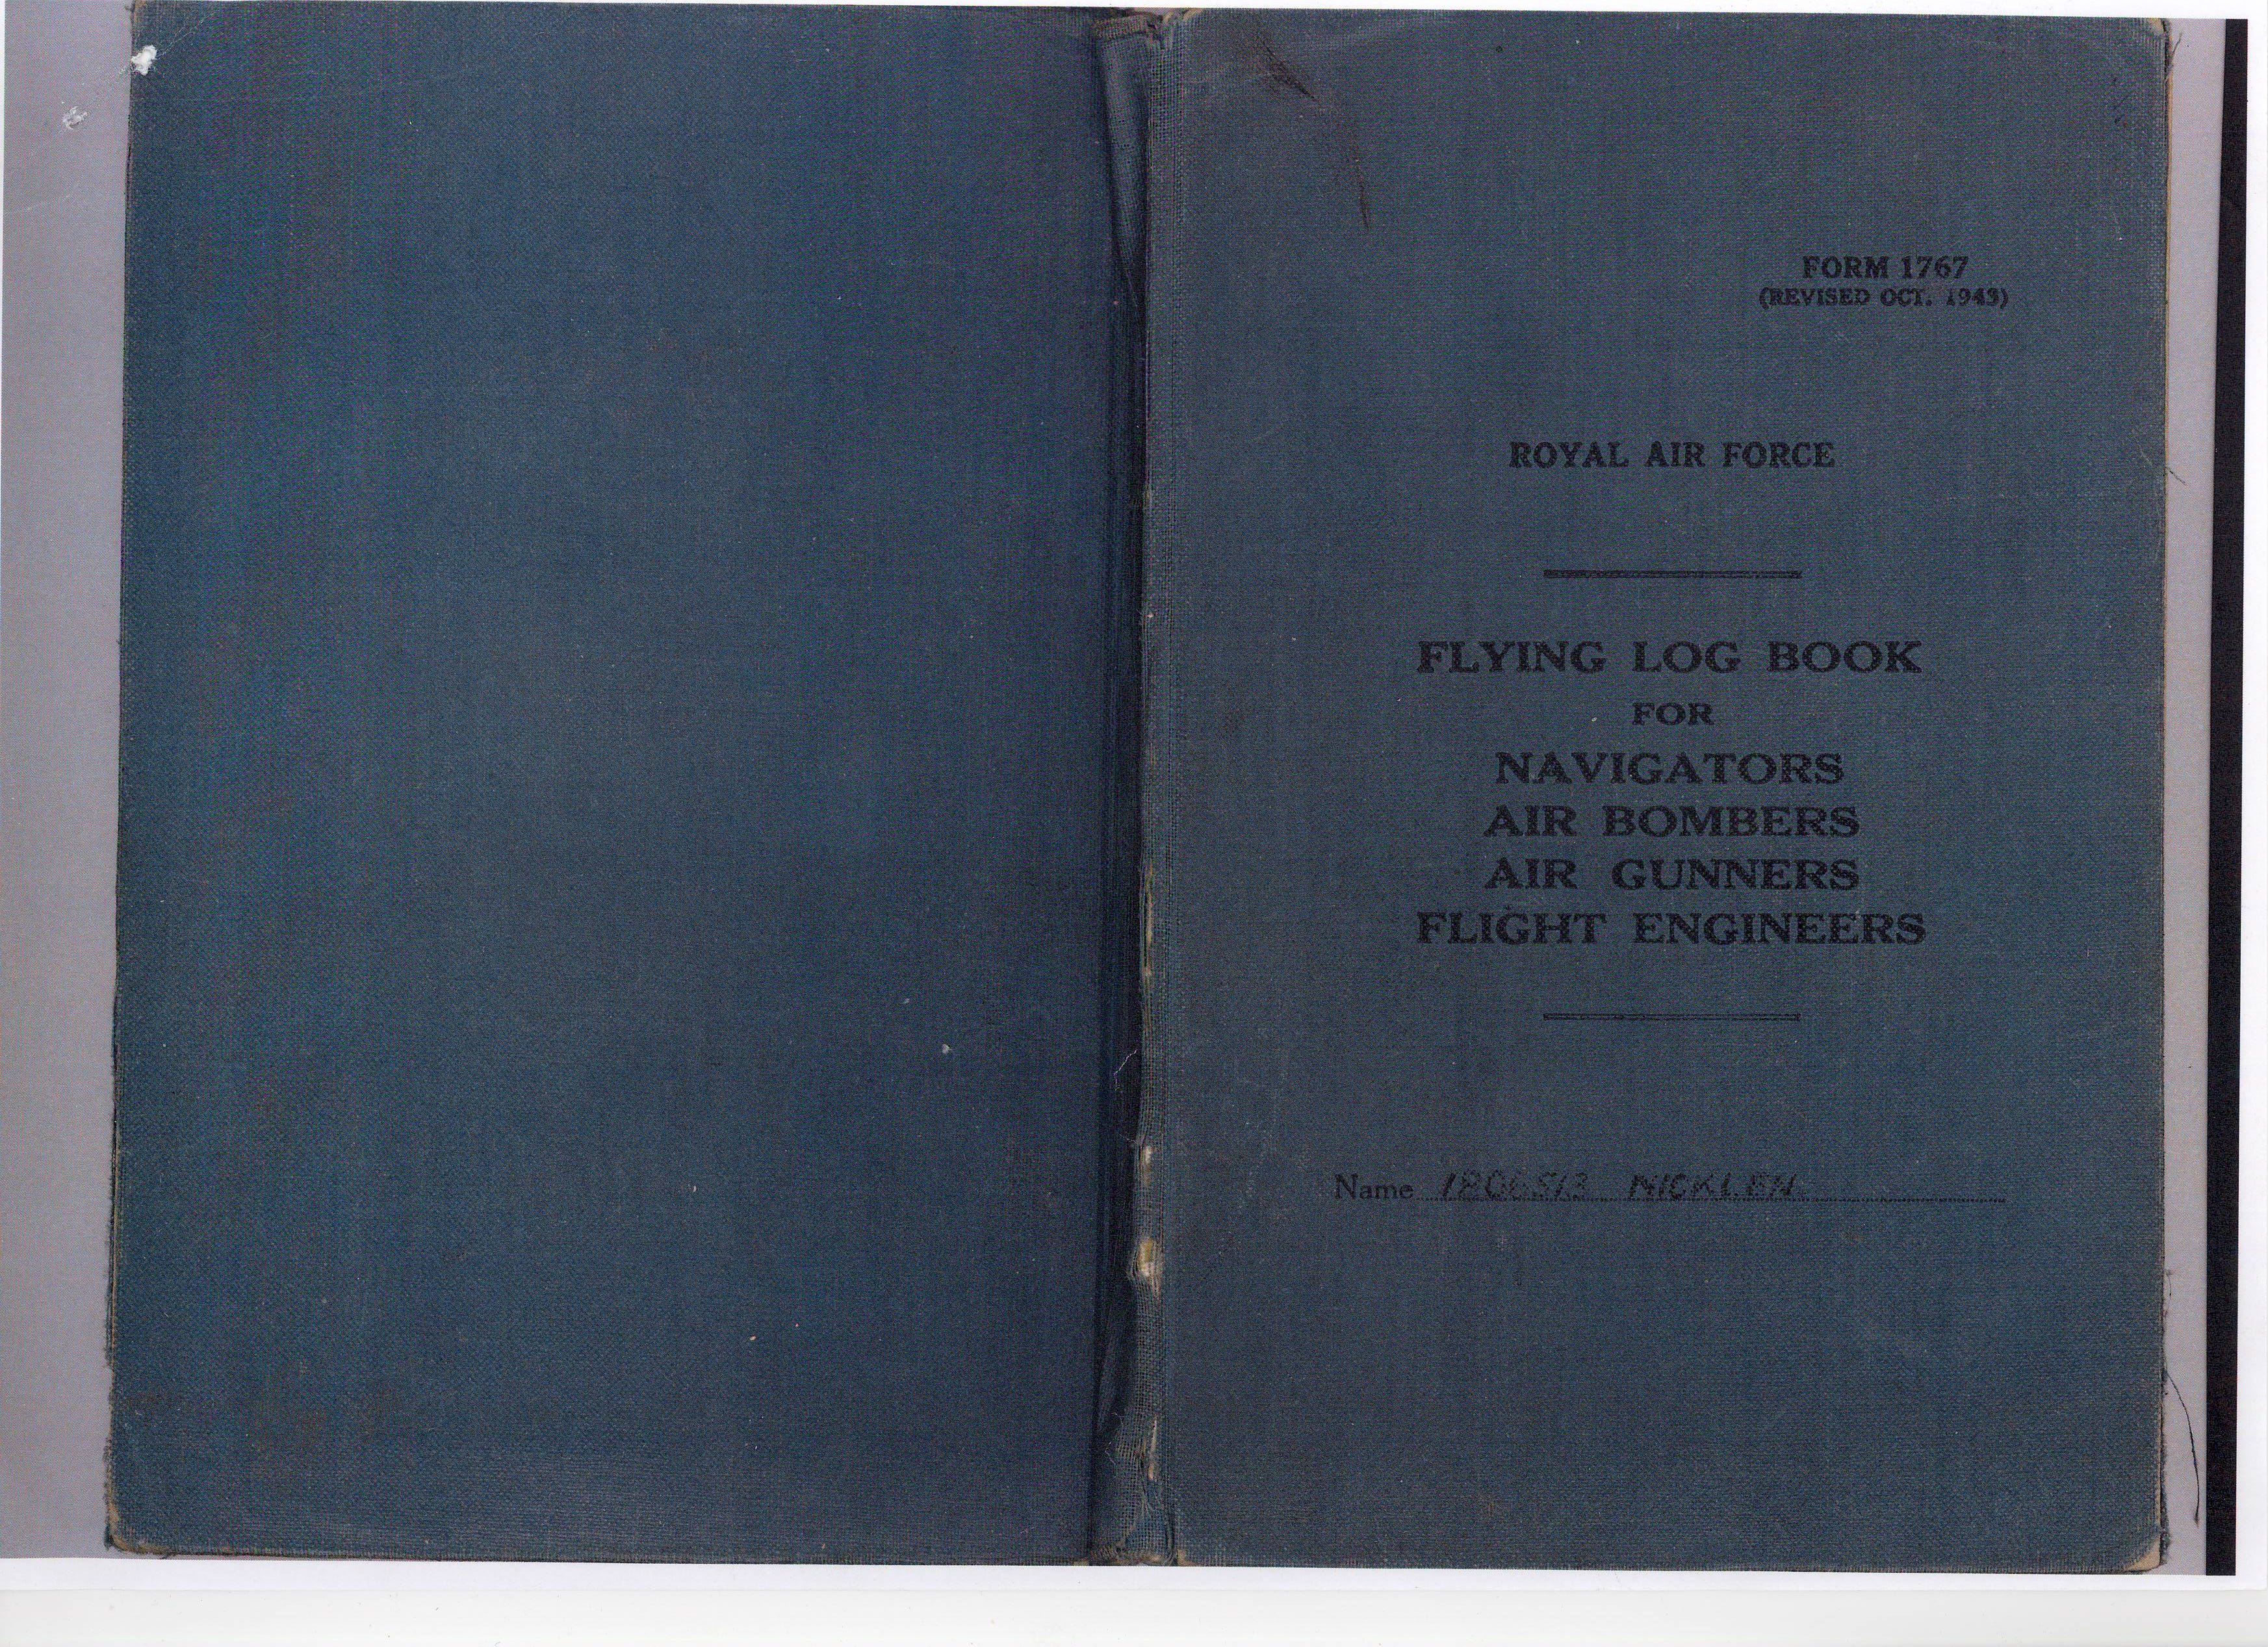 FORM 1767
(REVISED OCT. 1943)
ROYAL AIR FORCE
FLYING LOG BOOK
FOR
NAVIGATORS
AIR BOMBERS
AIR GUNNERS
FLIGHT ENGINEERS
Name 1806513 NICKLEN